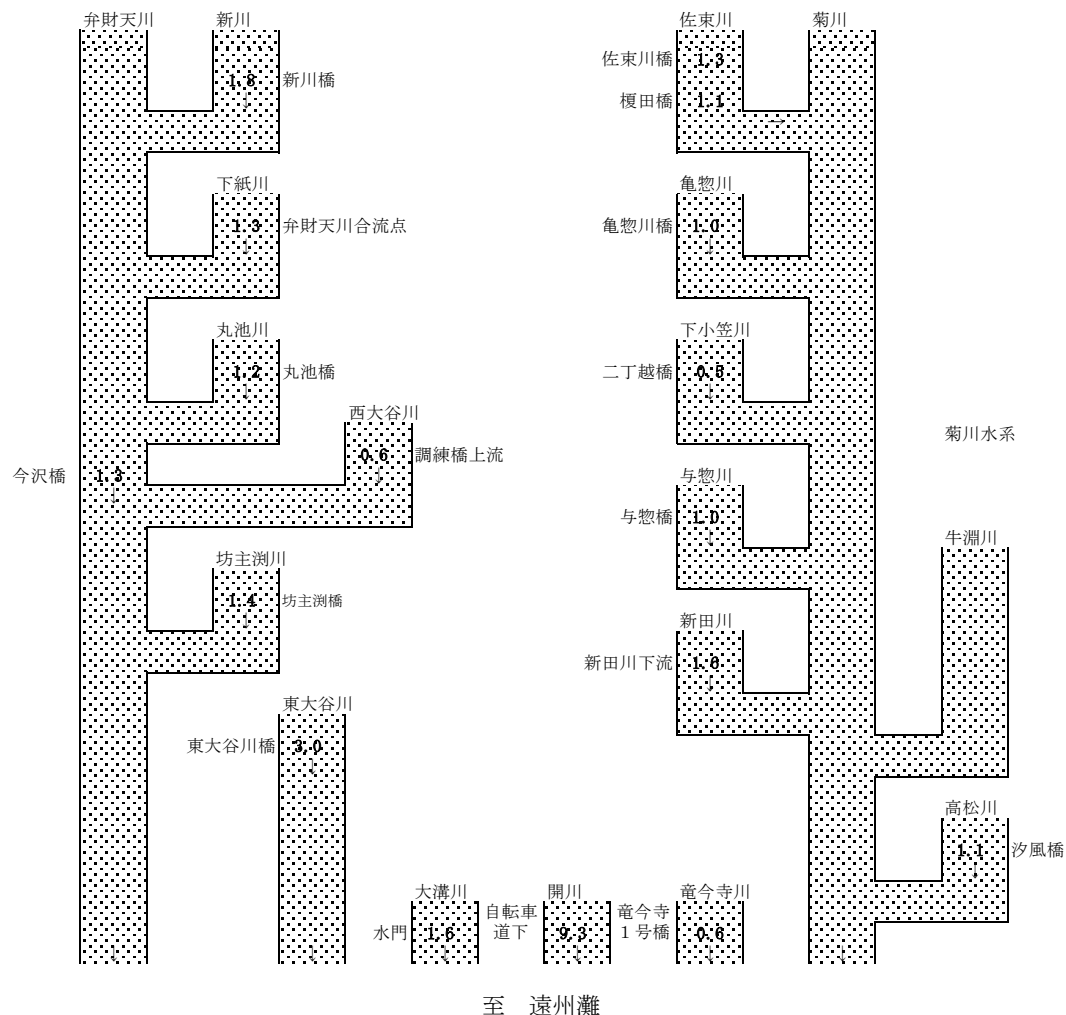 弁財天川 新川 佐束川 菊川
佐束川橋 1.3
1.8 新川橋
榎田橋 1.1
→
下紙川 亀惣川
1.3 弁財天川合流点 亀惣川橋 1.0
丸池川 下小笠川
1.2 丸池橋 二丁越橋 0.5
西大谷川
菊川水系
0.6 調練橋上流
今沢橋 1.3 与惣川
与惣橋 1.0
牛淵川
坊主渕川
1.4 坊主渕橋
新田川
新田川下流
東大谷川
東大谷川橋 3.0
高松川
1.1 汐風橋
大溝川 開川 竜今寺川
自転車 竜今寺
水門 1.6 道下 9.3 1号橋 0.6
至 遠州灘